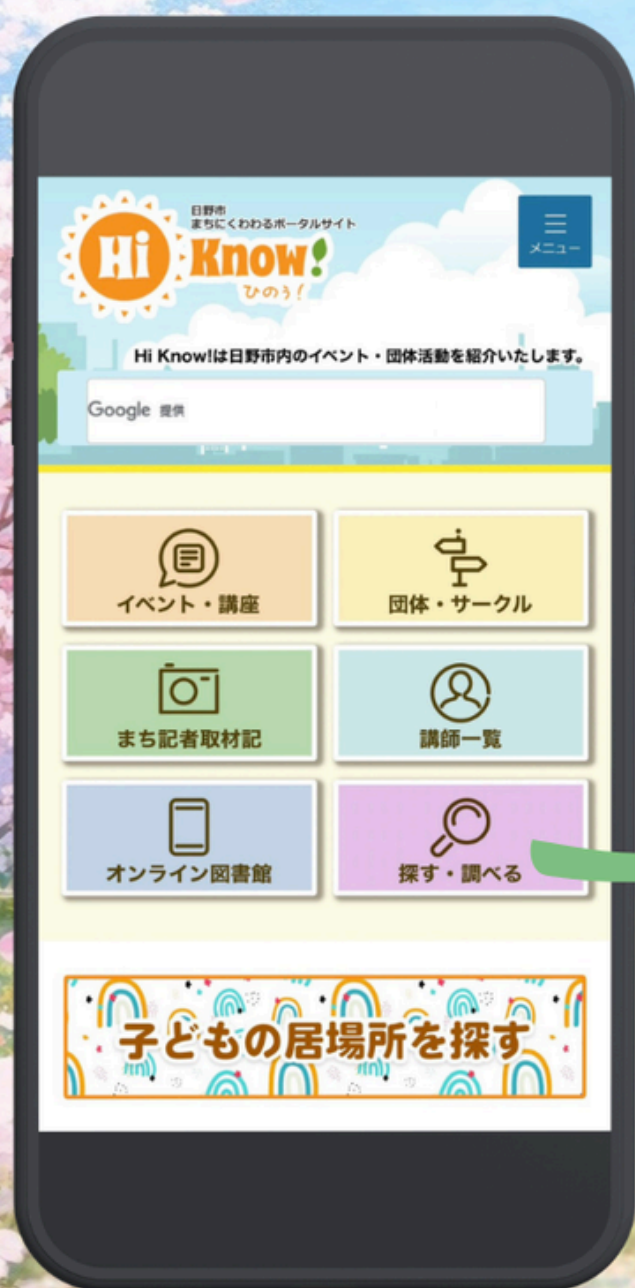 日野市
まちにくわわるポータルサイト
Hi Know!
ひのう!
メニュー
Hi Know!は日野市内のイベント・団体活動を紹介いたします。
Google 提供
イベント・講座
団体・サークル
まち記者取材記
講師一覧
オンライン図書館
探す・調べる
子どもの居場所を探す